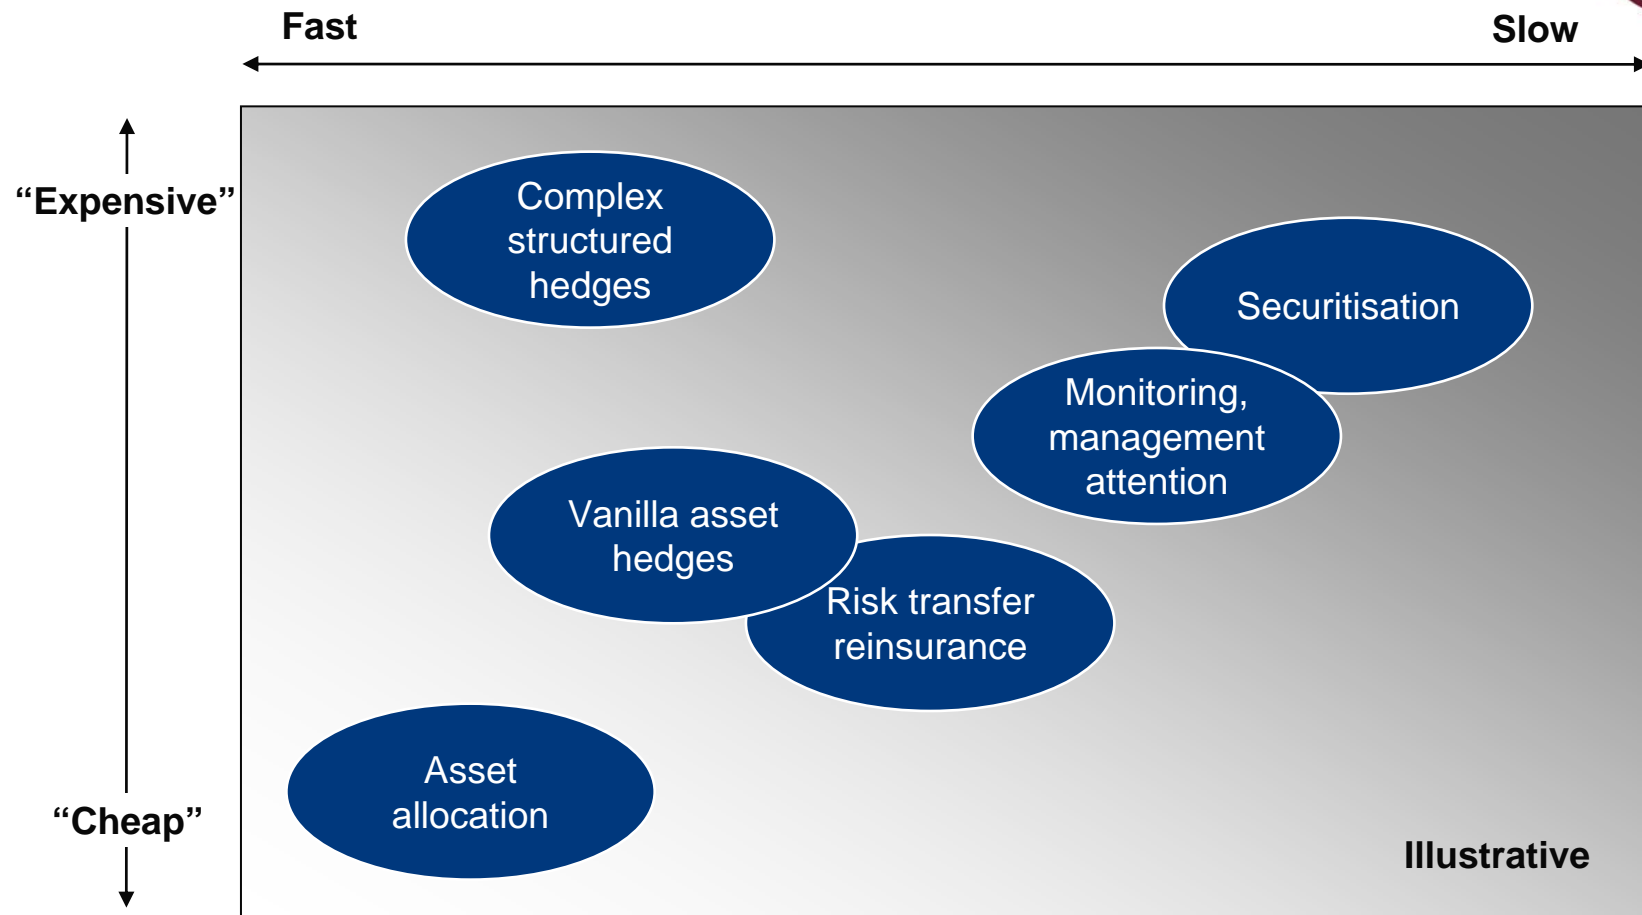 Fast
Slow
“Expensive”
Complex
structured
hedges
Securitisation
Monitoring,
management
attention
Vanilla asset
hedges
Risk transfer
reinsurance
Asset
allocation
“Cheap”
Illustrative